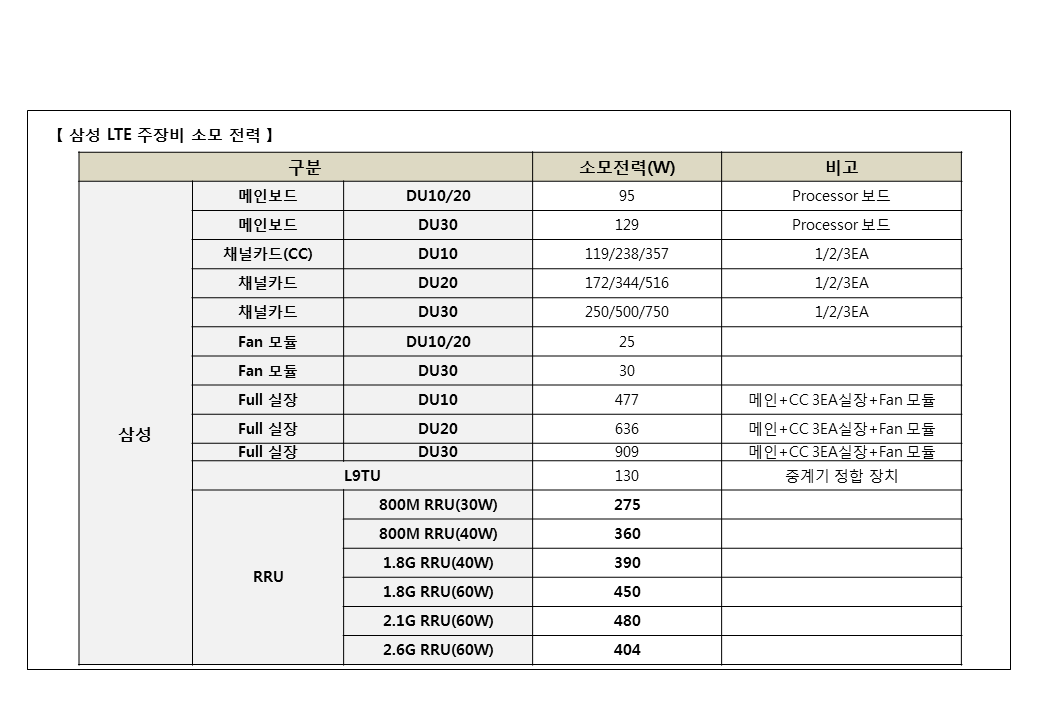 【 삼성 LTE 주장비 소모 전력 】
구분 소모전력(W) 비고
삼성
메인보드 DU10/20 95 Processor 보드
메인보드 DU30 129 Processor 보드
채널카드(CC) DU10 119/238/357 1/2/3EA
채널카드 DU20 172/344/516 1/2/3EA
채널카드 DU30 250/500/750 1/2/3EA
Fan 모듈 DU10/20 25
Fan 모듈 DU30 30
Full 실장 DU10 477 메인+CC 3EA실장+Fan 모듈
Full 실장 DU20 636 메인+CC 3EA실장+Fan 모듈
Full 실장 DU30 909 메인+CC 3EA실장+Fan 모듈
L9TU 130 중계기 정합 장치
RRU
800M RRU(30W) 275
800M RRU(40W) 360
1.8G RRU(40W) 390
1.8G RRU(60W) 450
2.1G RRU(60W) 480
2.6G RRU(60W) 404